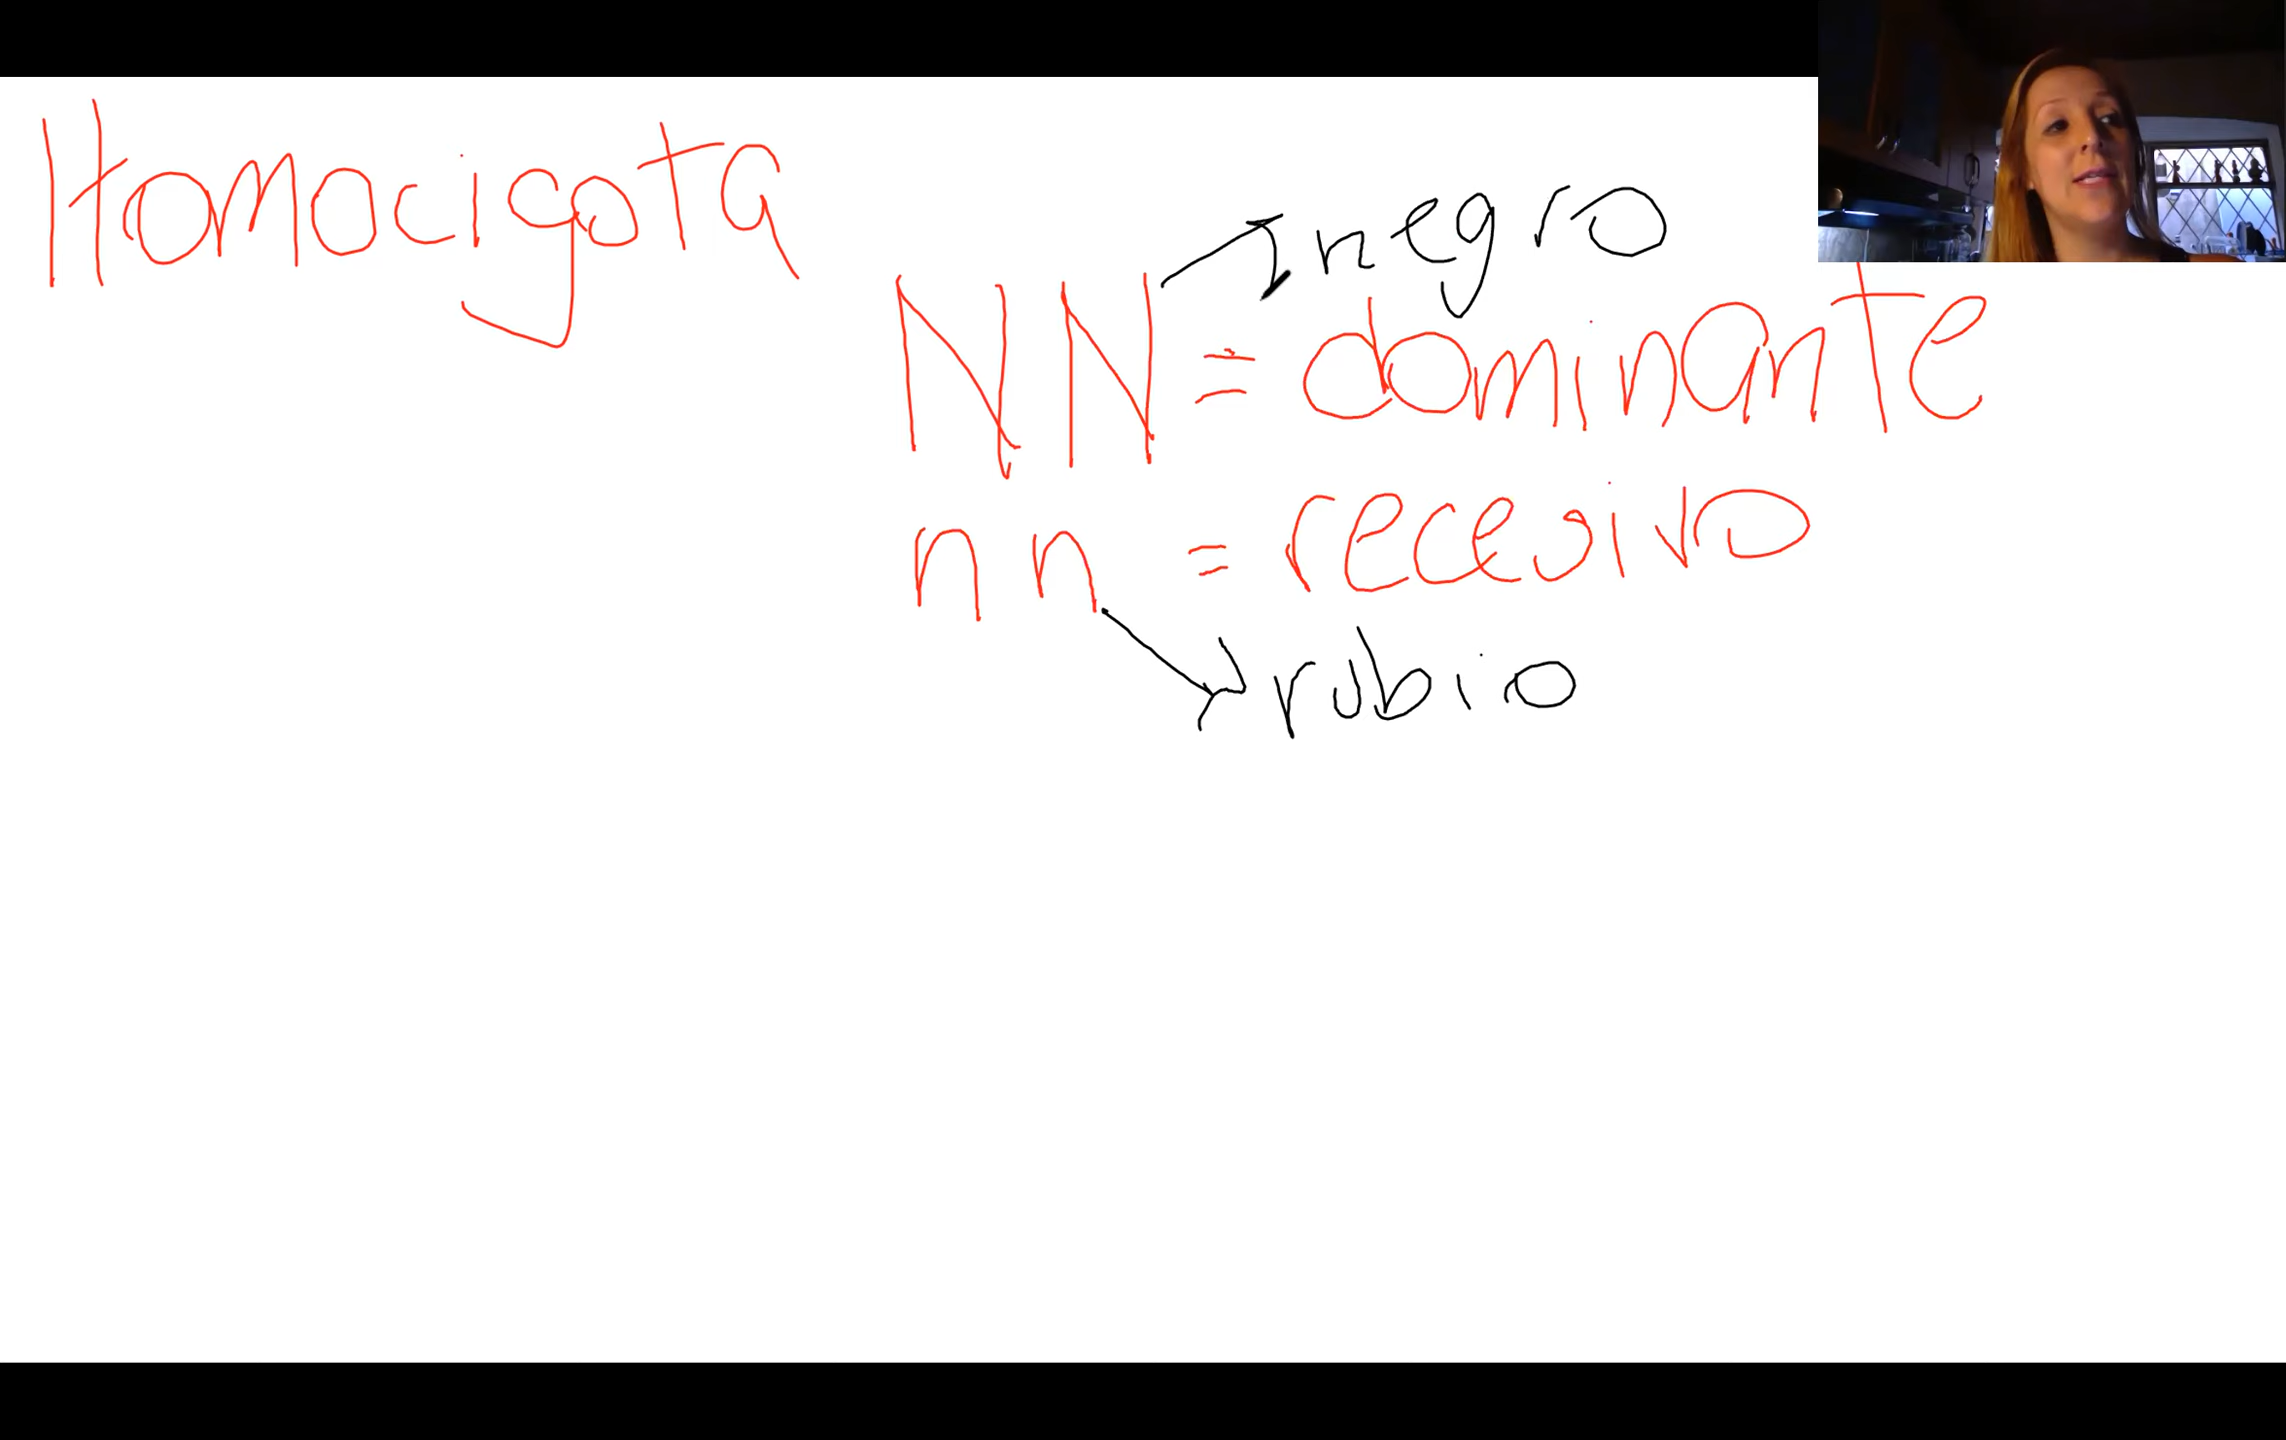 Homocigota
negro
NN = dominante
nn = recesivo
rubio